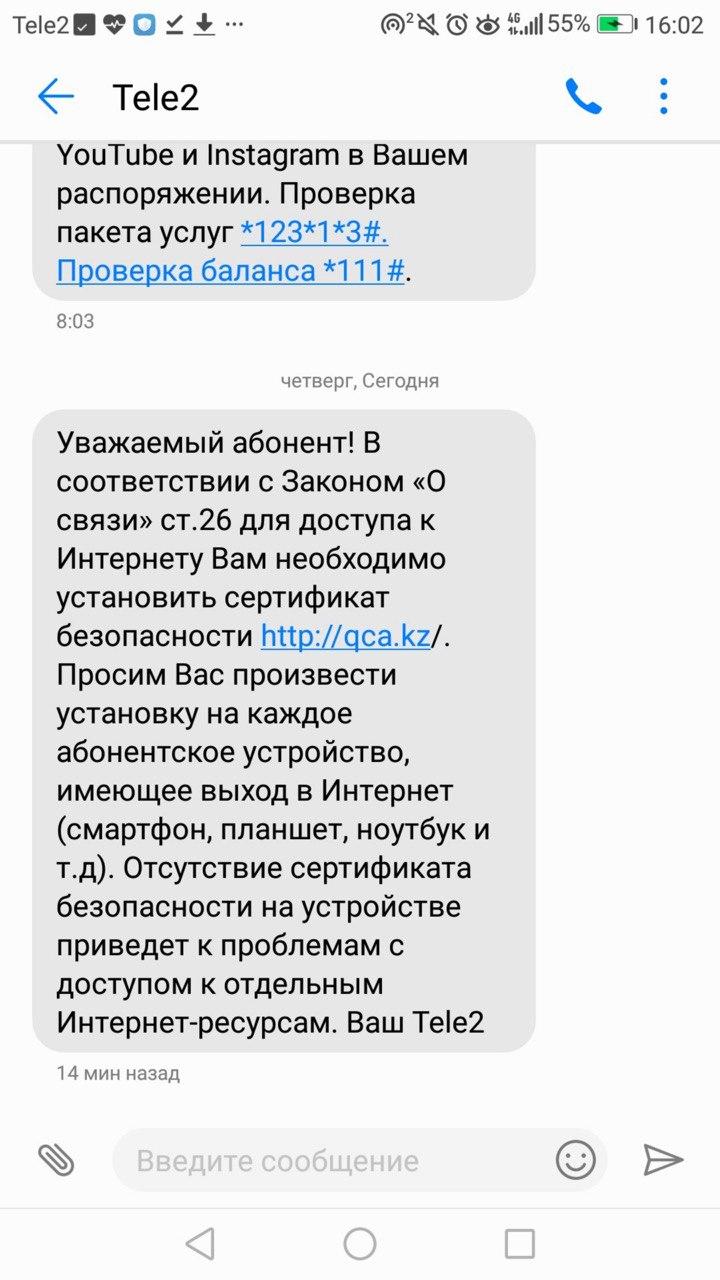 Tele2 ... 2 4G 55% 16:02
Tele2
YouTube и Instagram в Вашем
распоряжении. Проверка
пакета услуг *123*1*3#.
Проверка баланса *111#.
8:03
четверг, Сегодня
Уважаемый абонент! В
соответствии с Законом «О
связи» ст.26 для доступа к
Интернету Вам необходимо
установить сертификат
безопасности http://qca.kz/.
Просим Вас произвести
установку на каждое
абонентское устройство,
имеющее выход в Интернет
(смартфон, планшет, ноутбук и
т.д). Отсутствие сертификата
безопасности на устройстве
приведет к проблемам с
доступом к отдельным
Интернет-ресурсам. Ваш Tele2
14 мин назад
Введите сообщение